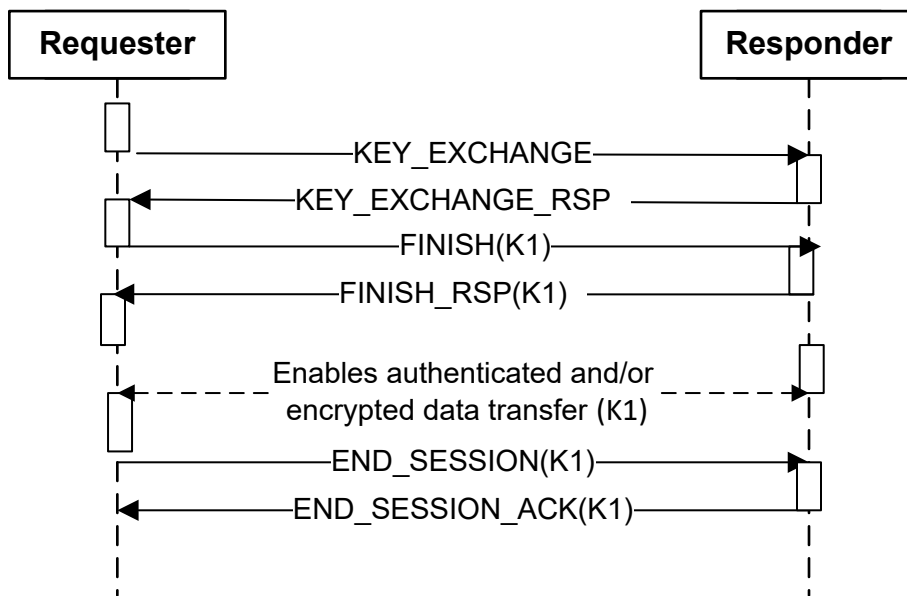 Requester
Responder
KEY_EXCHANGE
KEY_EXCHANGE_RSP
FINISH(K1)
FINISH_RSP(K1)
Enables authenticated and/or
encrypted data transfer (K1)
END_SESSION(K1)
END_SESSION_ACK(K1)